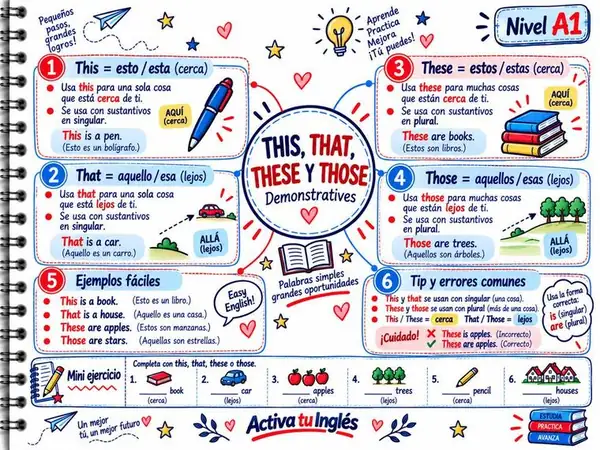 Pequeños
pasos,
grandes
logros!
Aprende
Practica
Mejora
¡Tú puedes!
Nivel A1
1 This = esto / esta (cerca)
• Usa this para una sola cosa
que está cerca de ti.
• Se usa con sustantivos
en singular.
This is a pen.
(Esto es un bolígrafo.)
AQUÍ
(cerca)
3 These = estos / estas (cerca)
• Usa these para muchas cosas
que están cerca de ti.
• Se usa con sustantivos
en plural.
These are books.
(Estos son libros.)
AQUÍ
(cerca)
THIS, THAT,
THESE Y THOSE
Demonstratives
2 That = aquello / esa (lejos)
• Usa that para una sola cosa
que está lejos de ti.
• Se usa con sustantivos
en singular.
That is a car.
(Aquello es un carro.)
ALLÁ
(lejos)
4 Those = aquellos / esas (lejos)
• Usa those para muchas cosas
que están lejos de ti.
• Se usa con sustantivos
en plural.
Those are trees.
(Aquellos son árboles.)
ALLÁ
(lejos)
Palabras simples
grandes oportunidades
5 Ejemplos fáciles
• This is a book. (Esto es un libro.)
• That is a house. (Aquello es una casa.)
• These are apples. (Estos son manzanas.)
• Those are stars. (Aquellas son estrellas.)
Easy
English!
6 Tip y errores comunes
• This y that se usan con singular (una cosa).
• These y those se usan con plural (más de una cosa).
• This / These = cerca That / Those = lejos
¡Cuidado! ✗ These is apples. (Incorrecto)
✓ These are apples. (Correcto)
Usa la forma
correcta:
is (singular)
are (plural)
Mini ejercicio
Completa con this, that, these o those.
1. ____ book
(cerca)
2. ____ car
(lejos)
3. ____ apples
(cerca)
4. ____ trees
(lejos)
5. ____ pencil
(cerca)
6. ____ houses
(lejos)
Un mejor
tú, un mejor futuro
Activa tu Inglés
ESTUDIA
PRACTICA
AVANZA